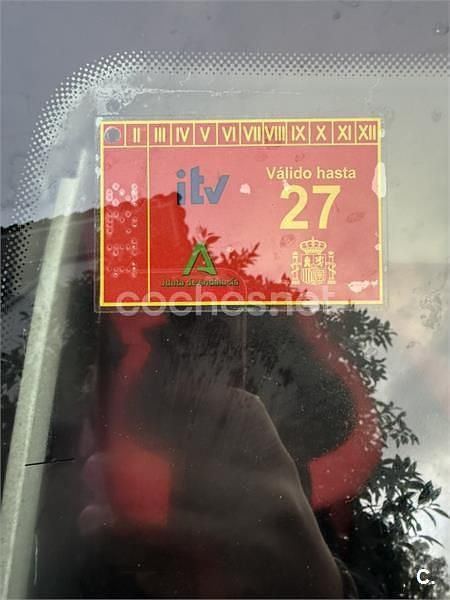 II III IV V VI VII VIII IX X XI XII
itv
Válido hasta
27
Junta de Andalucía
coches.net
C.